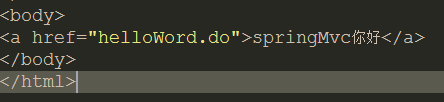 <body>
<a href="helloWord.do">springMvc你好</a>
</body>
</html>